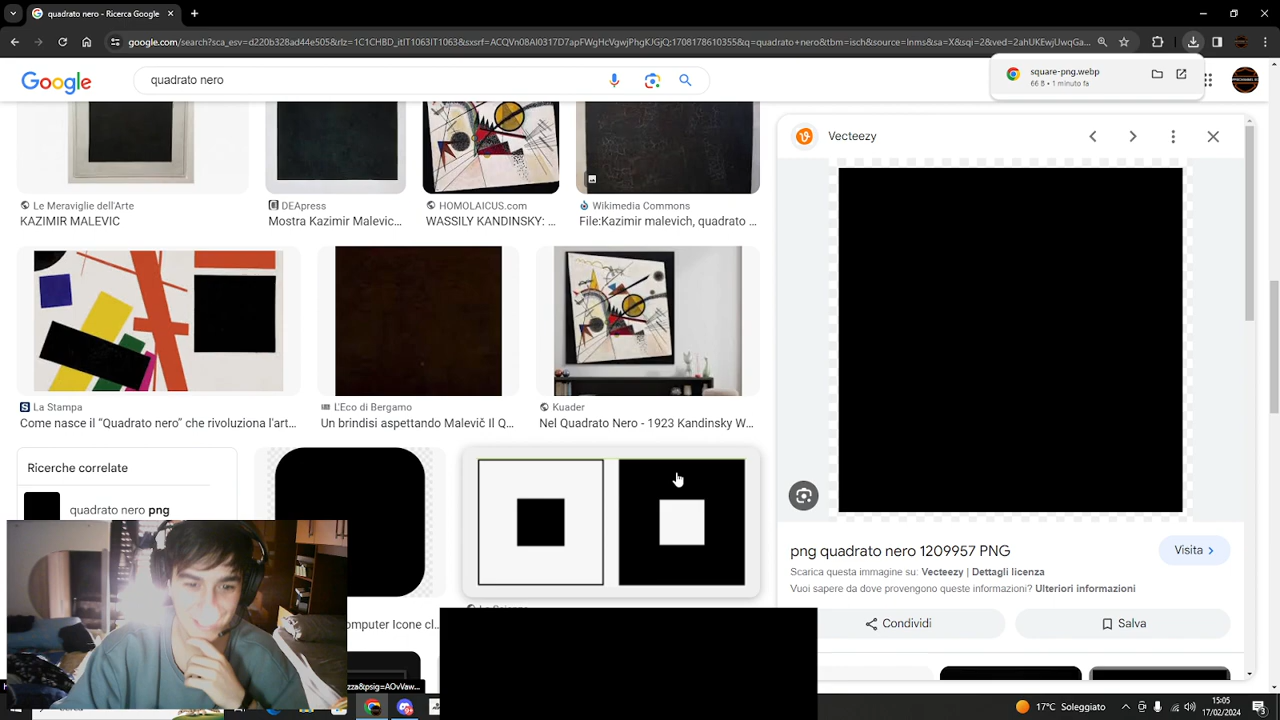 quadrato nero - Ricerca Google
google.com/search?sca_esv=d220b328ad44e505&rlz=1C1CHBD_itIT1063IT1063&sxsrf=ACQVn08AI0317D7apFWgHcVgwjPhgKJGjQ:1708178610355&q=quadrato+nero&tbm=isch&source=lnms&sa=X&sqi=2&ved=2ahUKEwjUwqGa...
Google
quadrato nero
square-png.webp
66 B • 1 minuto fa
Vecteezy
Le Meraviglie dell'Arte
KAZIMIR MALEVIC
DEApress
Mostra Kazimir Malevic...
HOMOLAICUS.com
WASSILY KANDINSKY: ...
Wikimedia Commons
File:Kazimir malevich, quadrato ...
La Stampa
Come nasce il “Quadrato nero” che rivoluziona l'art...
L'Eco di Bergamo
Un brindisi aspettando Malevič Il Q...
Kuader
Nel Quadrato Nero - 1923 Kandinsky W...
Ricerche correlate
quadrato nero png
omputer Icone cl...
png quadrato nero 1209957 PNG
Visita
Scarica questa immagine su: Vecteezy | Dettagli licenza
Vuoi sapere da dove provengono queste informazioni? Ulteriori informazioni
Condividi
Salva
zza&psig=AOvVaw...
17°C Soleggiato
15:05
17/02/2024